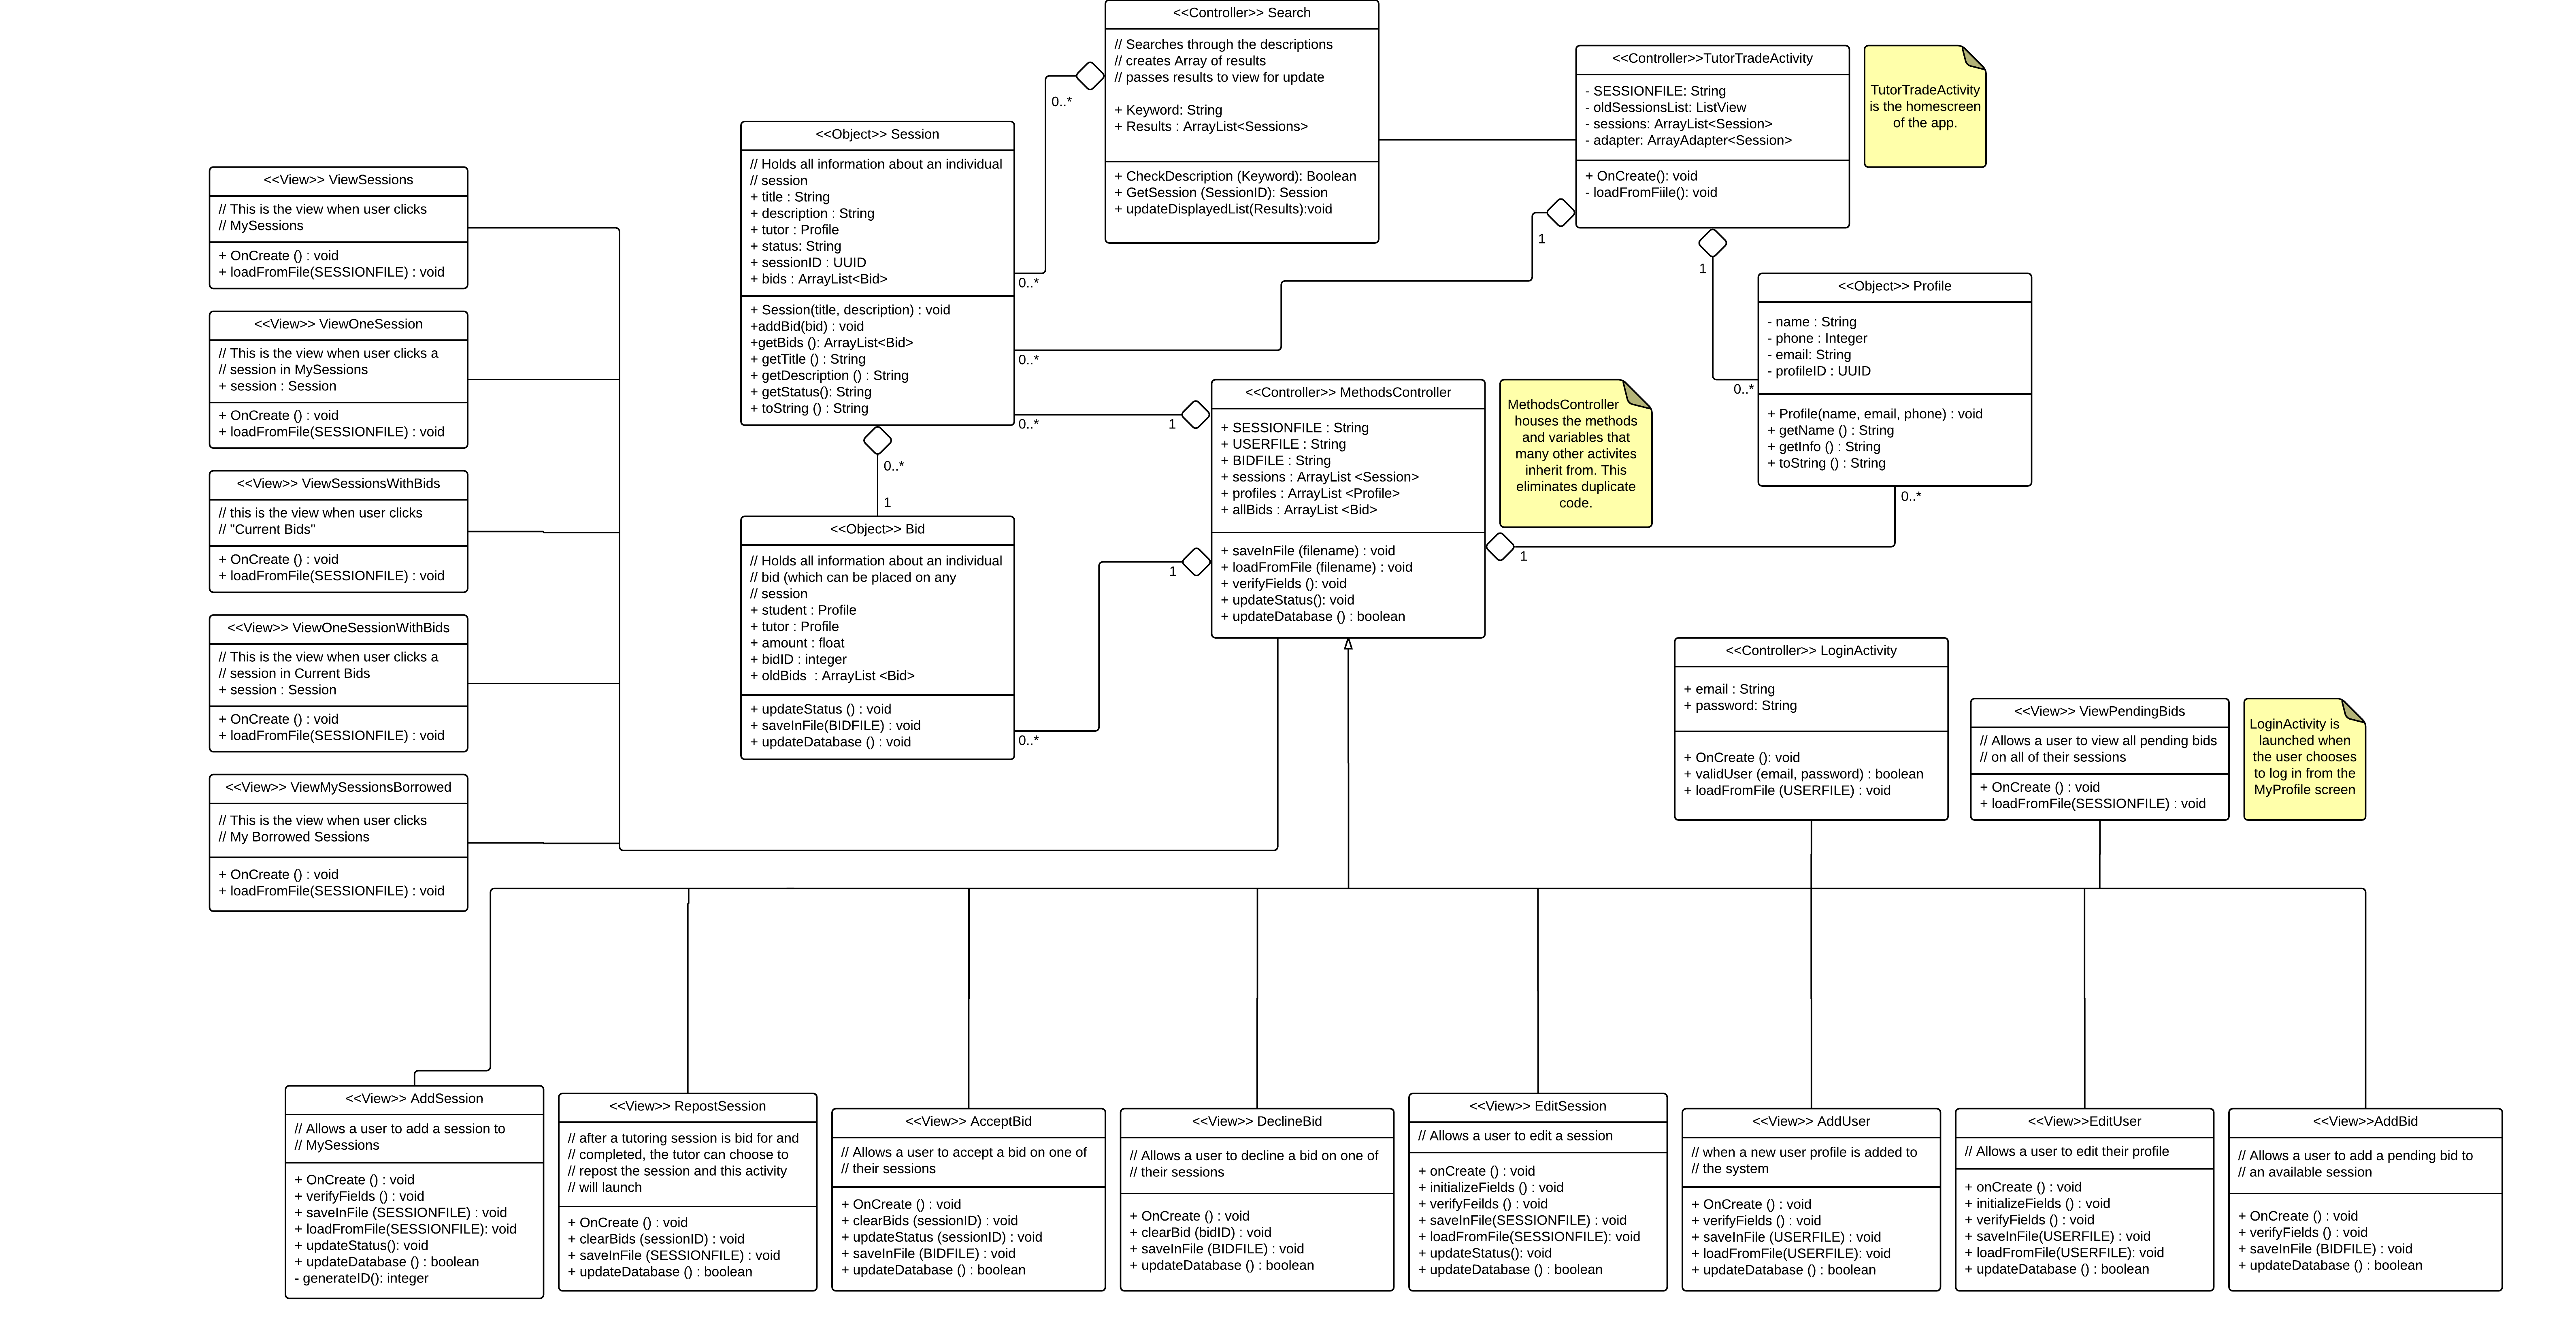 <<Controller>> Search
// Searches through the descriptions
// creates Array of results
// passes results to view for update
+ Keyword: String
+ Results : ArrayList<Sessions>
+ CheckDescription (Keyword): Boolean
+ GetSession (SessionID): Session
+ updateDisplayedList(Results):void
<<Controller>>TutorTradeActivity
- SESSIONFILE: String
- oldSessionsList: ListView
- sessions: ArrayList<Session>
- adapter: ArrayAdapter<Session>
+ OnCreate(): void
- loadFromFiile(): void
TutorTradeActivity
is the homescreen
of the app.
<<Object>> Session
// Holds all information about an individual
// session
+ title : String
+ description : String
+ tutor : Profile
+ status: String
+ sessionID : UUID
+ bids : ArrayList<Bid>
+ Session(title, description) : void
+addBid(bid) : void
+getBids (): ArrayList<Bid>
+ getTitle () : String
+ getDescription () : String
+ getStatus(): String
+ toString () : String
0..*
0..*
1
0..*
0..*
1
0..*
1
1
0..*
<<View>> ViewSessions
// This is the view when user clicks
// MySessions
+ OnCreate () : void
+ loadFromFile(SESSIONFILE) : void
<<View>> ViewOneSession
// This is the view when user clicks a
// session in MySessions
+ session : Session
+ OnCreate () : void
+ loadFromFile(SESSIONFILE) : void
<<View>> ViewSessionsWithBids
// this is the view when user clicks
// "Current Bids"
+ OnCreate () : void
+ loadFromFile(SESSIONFILE) : void
<<View>> ViewOneSessionWithBids
// This is the view when user clicks a
// session in Current Bids
+ session : Session
+ OnCreate () : void
+ loadFromFile(SESSIONFILE) : void
<<View>> ViewMySessionsBorrowed
// This is the view when user clicks
// My Borrowed Sessions
+ OnCreate () : void
+ loadFromFile(SESSIONFILE) : void
<<Object>> Profile
- name : String
- phone : Integer
- email: String
- profileID : UUID
+ Profile(name, email, phone) : void
+ getName () : String
+ getInfo () : String
+ toString () : String
0..*
1
<<Controller>> MethodsController
+ SESSIONFILE : String
+ USERFILE : String
+ BIDFILE : String
+ sessions : ArrayList <Session>
+ profiles : ArrayList <Profile>
+ allBids : ArrayList <Bid>
+ saveInFile (filename) : void
+ loadFromFile (filename) : void
+ verifyFields (): void
+ updateStatus(): void
+ updateDatabase () : boolean
MethodsController
houses the methods
and variables that
many other activites
inherit from. This
eliminates duplicate
code.
<<Object>> Bid
// Holds all information about an individual
// bid (which can be placed on any
// session
+ student : Profile
+ tutor : Profile
+ amount : float
+ bidID : integer
+ oldBids : ArrayList <Bid>
+ updateStatus () : void
+ saveInFile(BIDFILE) : void
+ updateDatabase () : void
1
0..*
<<Controller>> LoginActivity
+ email : String
+ password: String
+ OnCreate (): void
+ validUser (email, password) : boolean
+ loadFromFile (USERFILE) : void
<<View>> ViewPendingBids
// Allows a user to view all pending bids
// on all of their sessions
+ OnCreate () : void
+ loadFromFile(SESSIONFILE) : void
LoginActivity is
launched when
the user chooses
to log in from the
MyProfile screen
<<View>> AddSession
// Allows a user to add a session to
// MySessions
+ OnCreate () : void
+ verifyFields () : void
+ saveInFile (SESSIONFILE) : void
+ loadFromFile(SESSIONFILE): void
+ updateStatus(): void
+ updateDatabase () : boolean
- generateID(): integer
<<View>> RepostSession
// after a tutoring session is bid for and
// completed, the tutor can choose to
// repost the session and this activity
// will launch
+ OnCreate () : void
+ clearBids (sessionID) : void
+ saveInFile (SESSIONFILE) : void
+ updateDatabase () : boolean
<<View>> AcceptBid
// Allows a user to accept a bid on one of
// their sessions
+ OnCreate () : void
+ clearBids (sessionID) : void
+ updateStatus (sessionID) : void
+ saveInFile (BIDFILE) : void
+ updateDatabase () : boolean
<<View>> DeclineBid
// Allows a user to decline a bid on one of
// their sessions
+ OnCreate () : void
+ clearBid (bidID) : void
+ saveInFile (BIDFILE) : void
+ updateDatabase () : boolean
<<View>> EditSession
// Allows a user to edit a session
+ onCreate () : void
+ initializeFields () : void
+ verifyFeilds () : void
+ saveInFile(SESSIONFILE) : void
+ loadFromFile(SESSIONFILE): void
+ updateStatus(): void
+ updateDatabase () : boolean
<<View>> AddUser
// when a new user profile is added to
// the system
+ OnCreate () : void
+ verifyFields () : void
+ saveInFile (USERFILE) : void
+ loadFromFile(USERFILE): void
+ updateDatabase () : boolean
<<View>>EditUser
// Allows a user to edit their profile
+ onCreate () : void
+ initializeFields () : void
+ verifyFields () : void
+ saveInFile(USERFILE) : void
+ loadFromFile(USERFILE): void
+ updateDatabase () : boolean
<<View>>AddBid
// Allows a user to add a pending bid to
// an available session
+ OnCreate () : void
+ verifyFields () : void
+ saveInFile (BIDFILE) : void
+ updateDatabase () : boolean